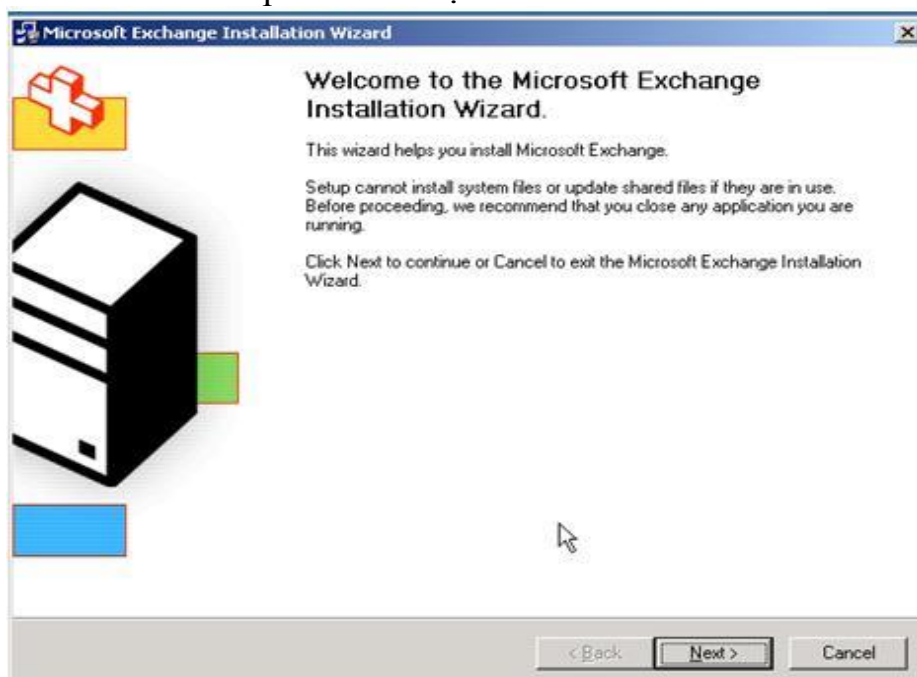 Microsoft Exchange Installation Wizard
Welcome to the Microsoft Exchange
Installation Wizard.
This wizard helps you install Microsoft Exchange.
Setup cannot install system files or update shared files if they are in use.
Before proceeding, we recommend that you close any application you are
running.
Click Next to continue or Cancel to exit the Microsoft Exchange Installation
Wizard.
< Back
Next >
Cancel